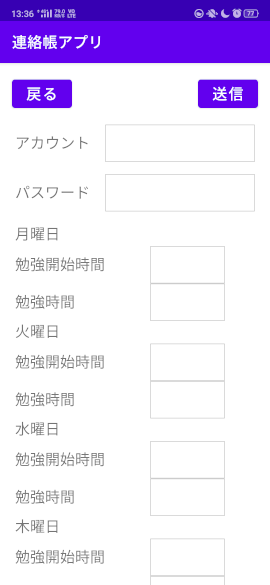 13:36
77
連絡帳アプリ
戻る 送信
アカウント
パスワード
月曜日
勉強開始時間
勉強時間
火曜日
勉強開始時間
勉強時間
水曜日
勉強開始時間
勉強時間
木曜日
勉強開始時間